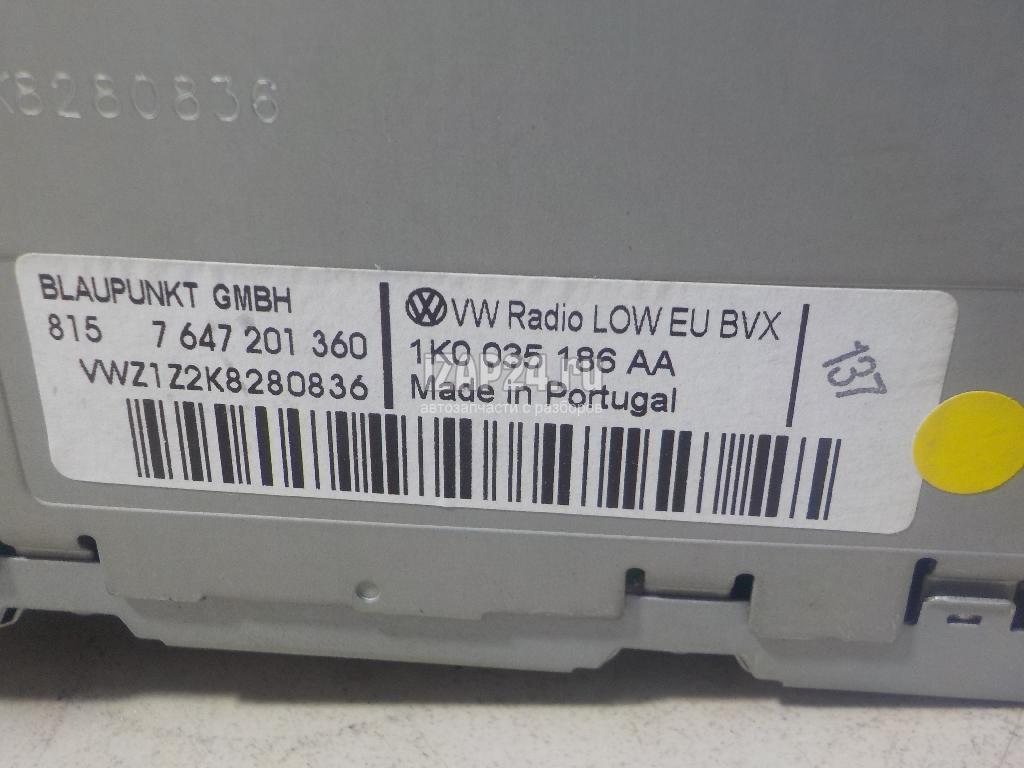 K8280836
BLAUPUNKT GMBH
815 7 647 201 360
VWZ1Z2K8280836
VW Radio LOW EU BVX
1K0 035 186 AA
Made in Portugal
137
IZAP24.ru
автозапчасти с разборов